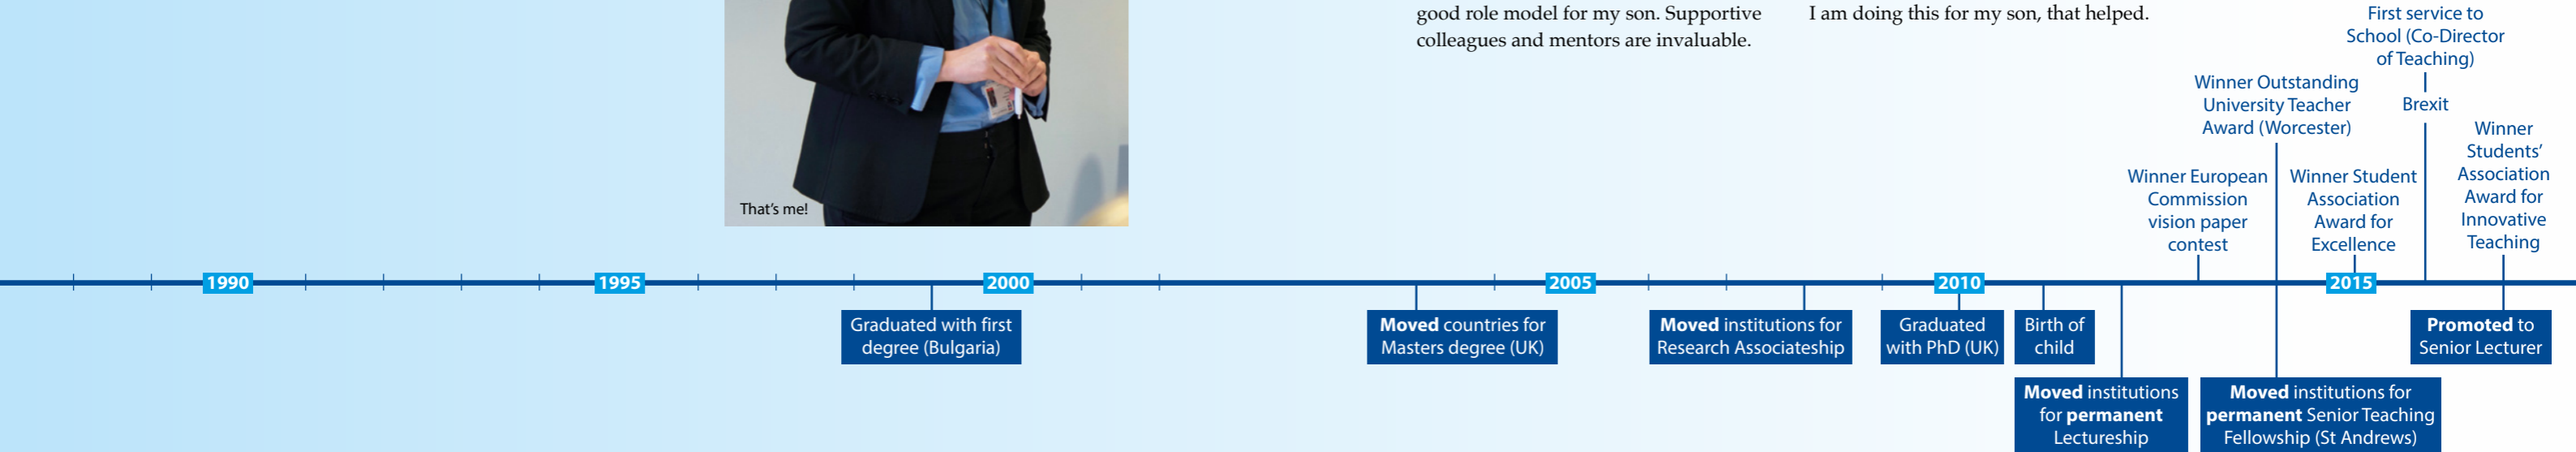 good role model for my son. Supportive
colleagues and mentors are invaluable.
I am doing this for my son, that helped.
First service to
School (Co-Director
of Teaching)
Brexit
Winner Outstanding
University Teacher
Award (Worcester)
Winner
Students’
Association
Award for
Innovative
Teaching
Winner European
Commission
vision paper
contest
Winner Student
Association
Award for
Excellence
That’s me!
1990
1995
2000
2005
2010
2015
Graduated with first
degree (Bulgaria)
Moved countries for
Masters degree (UK)
Moved institutions for
Research Associateship
Graduated
with PhD (UK)
Birth of
child
Promoted to
Senior Lecturer
Moved institutions
for permanent
Lectureship
Moved institutions for
permanent Senior Teaching
Fellowship (St Andrews)